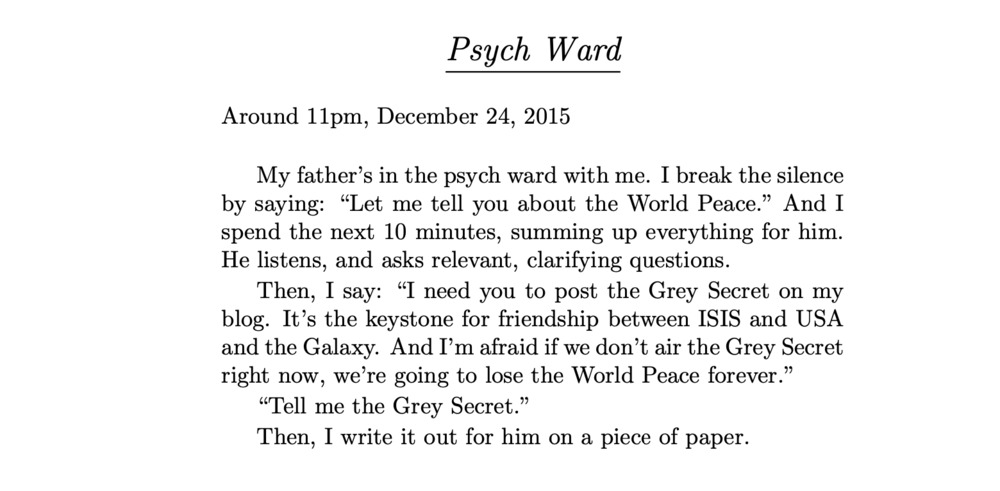 Psych Ward
Around 11pm, December 24, 2015
My father’s in the psych ward with me. I break the silence
by saying: “Let me tell you about the World Peace.” And I
spend the next 10 minutes, summing up everything for him.
He listens, and asks relevant, clarifying questions.
Then, I say: “I need you to post the Grey Secret on my
blog. It’s the keystone for friendship between ISIS and USA
and the Galaxy. And I’m afraid if we don’t air the Grey Secret
right now, we’re going to lose the World Peace forever.”
“Tell me the Grey Secret.”
Then, I write it out for him on a piece of paper.